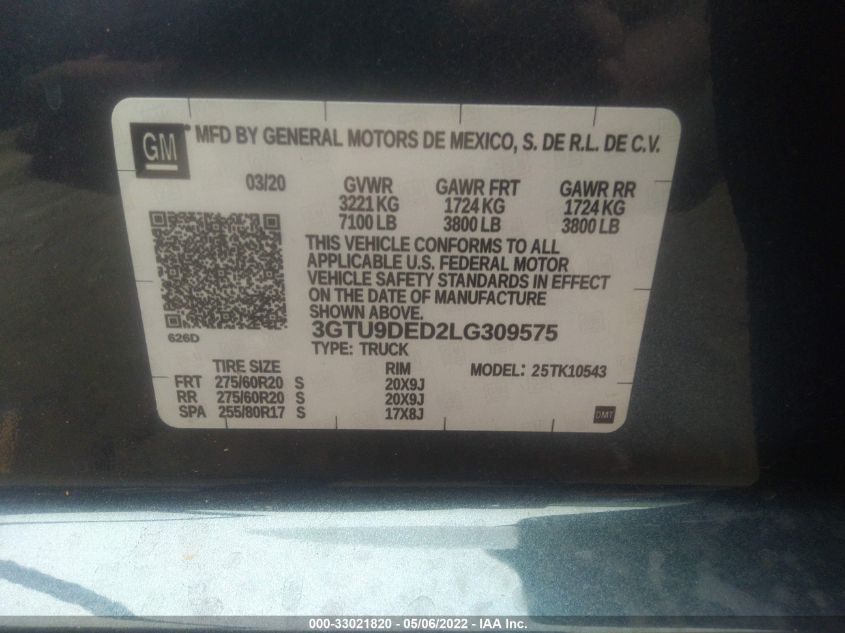 GM
MFD BY GENERAL MOTORS DE MEXICO, S. DE R.L. DE C.V.
03/20 GVWR GAWR FRT GAWR RR
3221 KG 1724 KG 1724 KG
7100 LB 3800 LB 3800 LB
THIS VEHICLE CONFORMS TO ALL
APPLICABLE U.S. FEDERAL MOTOR
VEHICLE SAFETY STANDARDS IN EFFECT
ON THE DATE OF MANUFACTURE
SHOWN ABOVE.
626D
3GTU9DED2LG309575
TYPE: TRUCK
TIRE SIZE RIM MODEL: 25TK10543
FRT 275/60R20 S 20X9J
RR 275/60R20 S 20X9J
SPA 255/80R17 S 17X8J
DMT
000-33021820 - 05/06/2022 - IAA Inc.